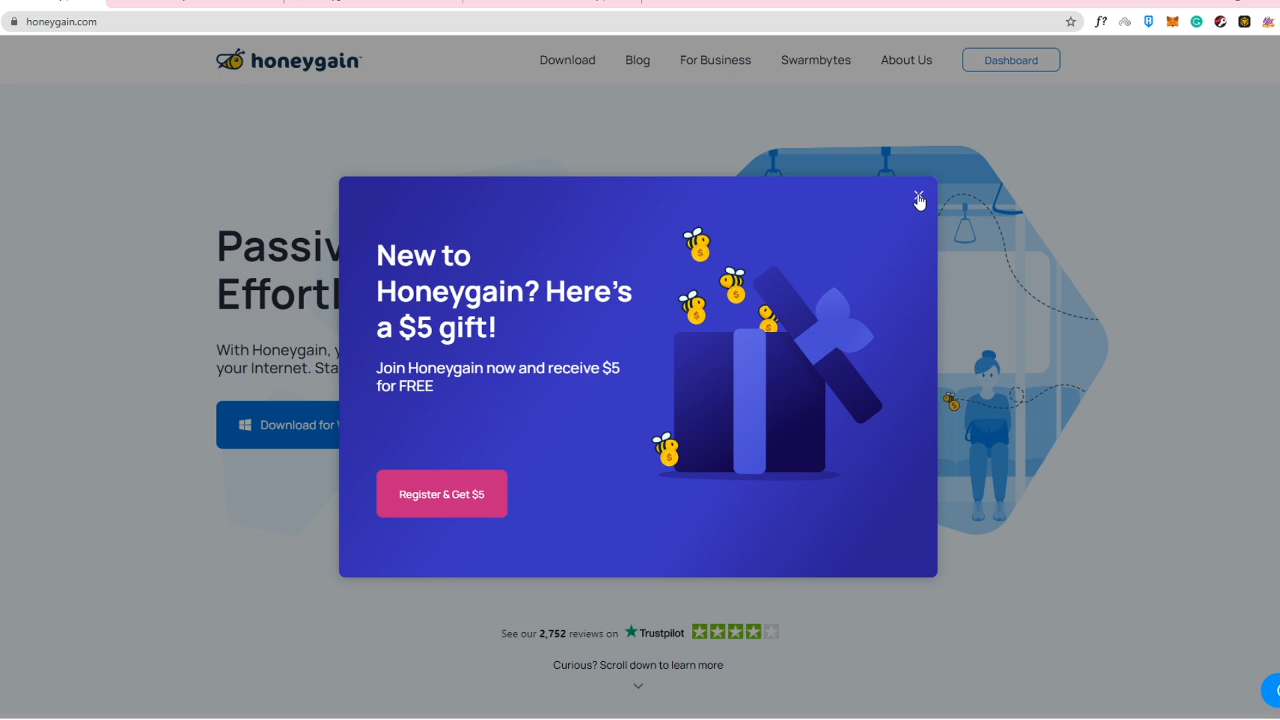 honeygain.com
f?
honeygain
Download
Blog
For Business
Swarmbytes
About Us
Dashboard
Passiv
Effortl
With Honeygain, y
your Internet. Sta
Download for W
New to
Honeygain? Here's
a $5 gift!
Join Honeygain now and receive $5
for FREE
Register & Get $5
See our 2,752 reviews on Trustpilot
Curious? Scroll down to learn more